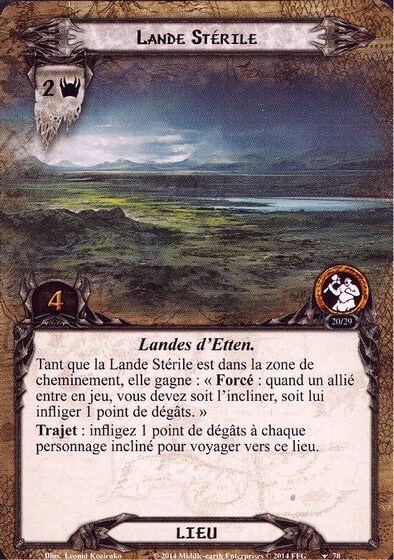 Lande Stérile
2
4
20/29
Landes d'Etten.
Tant que la Lande Stérile est dans la zone de
cheminement, elle gagne : « Forcé : quand un allié
entre en jeu, vous devez soit l'incliner, soit lui
infliger 1 point de dégâts. »
Trajet : infligez 1 point de dégâts à chaque
personnage incliné pour voyager vers ce lieu.
LIEU
Illus. Leonid Kozienko © 2014 Middle-earth Enterprises © 2014 FFG 78